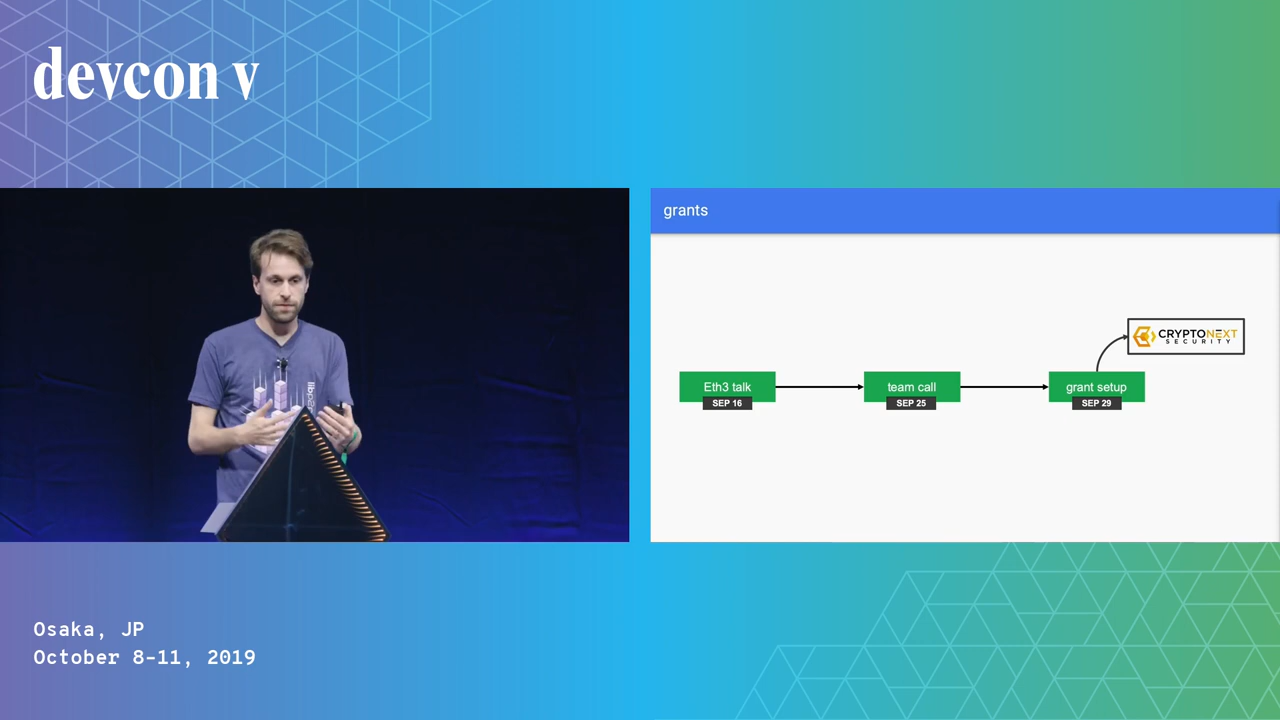 devcon v
grants
CRYPTONEXT
SECURITY
Eth3 talk
team call
grant setup
SEP 16
SEP 25
SEP 29
Osaka, JP
October 8-11, 2019